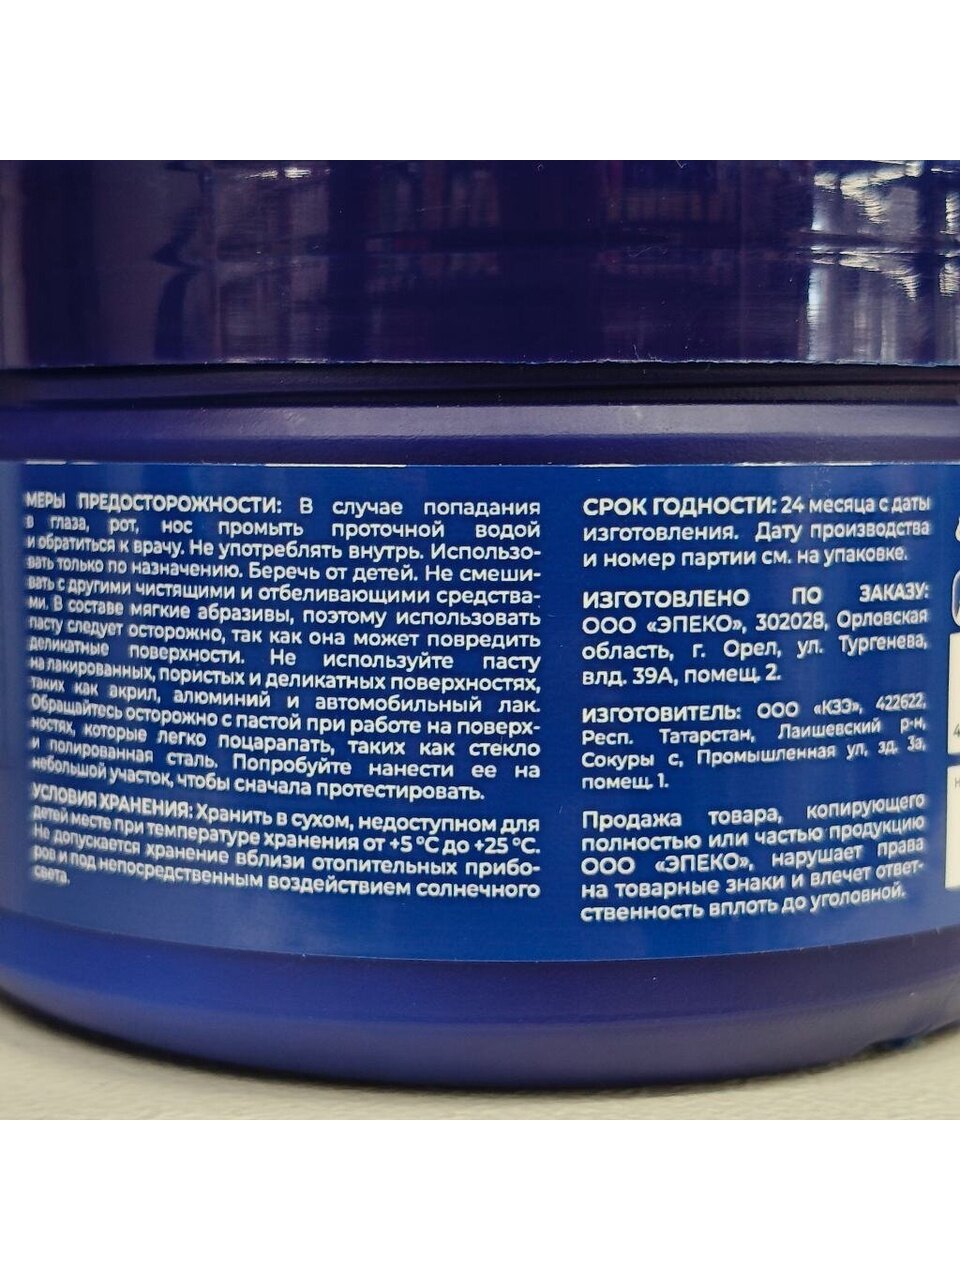 МЕРЫ ПРЕДОСТОРОЖНОСТИ: В случае попадания
в глаза, рот, нос промыть проточной водой
и обратиться к врачу. Не употреблять внутрь. Использо-
вать только по назначению. Беречь от детей. Не смеши-
вать с другими чистящими и отбеливающими средства-
ми. В составе мягкие абразивы, поэтому использовать
пасту следует осторожно, так как она может повредить
деликатные поверхности. Не используйте пасту
на лакированных, пористых и деликатных поверхностях,
таких как акрил, алюминий и автомобильный лак.
Обращайтесь осторожно с пастой при работе на поверх-
ностях, которые легко поцарапать, таких как стекло
и полированная сталь. Попробуйте нанести ее на
небольшой участок, чтобы сначала протестировать.
УСЛОВИЯ ХРАНЕНИЯ: Хранить в сухом, недоступном для
детей месте при температуре хранения от +5 °C до +25 °C.
Не допускается хранение вблизи отопительных прибо-
ров и под непосредственным воздействием солнечного
света.
СРОК ГОДНОСТИ: 24 месяца с даты
изготовления. Дату производства
и номер партии см. на упаковке.
ИЗГОТОВЛЕНО ПО ЗАКАЗУ:
ООО «ЭПЕКО», 302028, Орловская
область, г. Орел, ул. Тургенева,
влд. 39А, помещ. 2.
ИЗГОТОВИТЕЛЬ: ООО «КЗЭ», 422622,
Респ. Татарстан, Лаишевский р-н,
Сокуры с, Промышленная ул, зд. 3а,
помещ. 1.
Продажа товара, копирующего
полностью или частью продукцию
ООО «ЭПЕКО», нарушает права
на товарные знаки и влечет ответ-
ственность вплоть до уголовной.
4